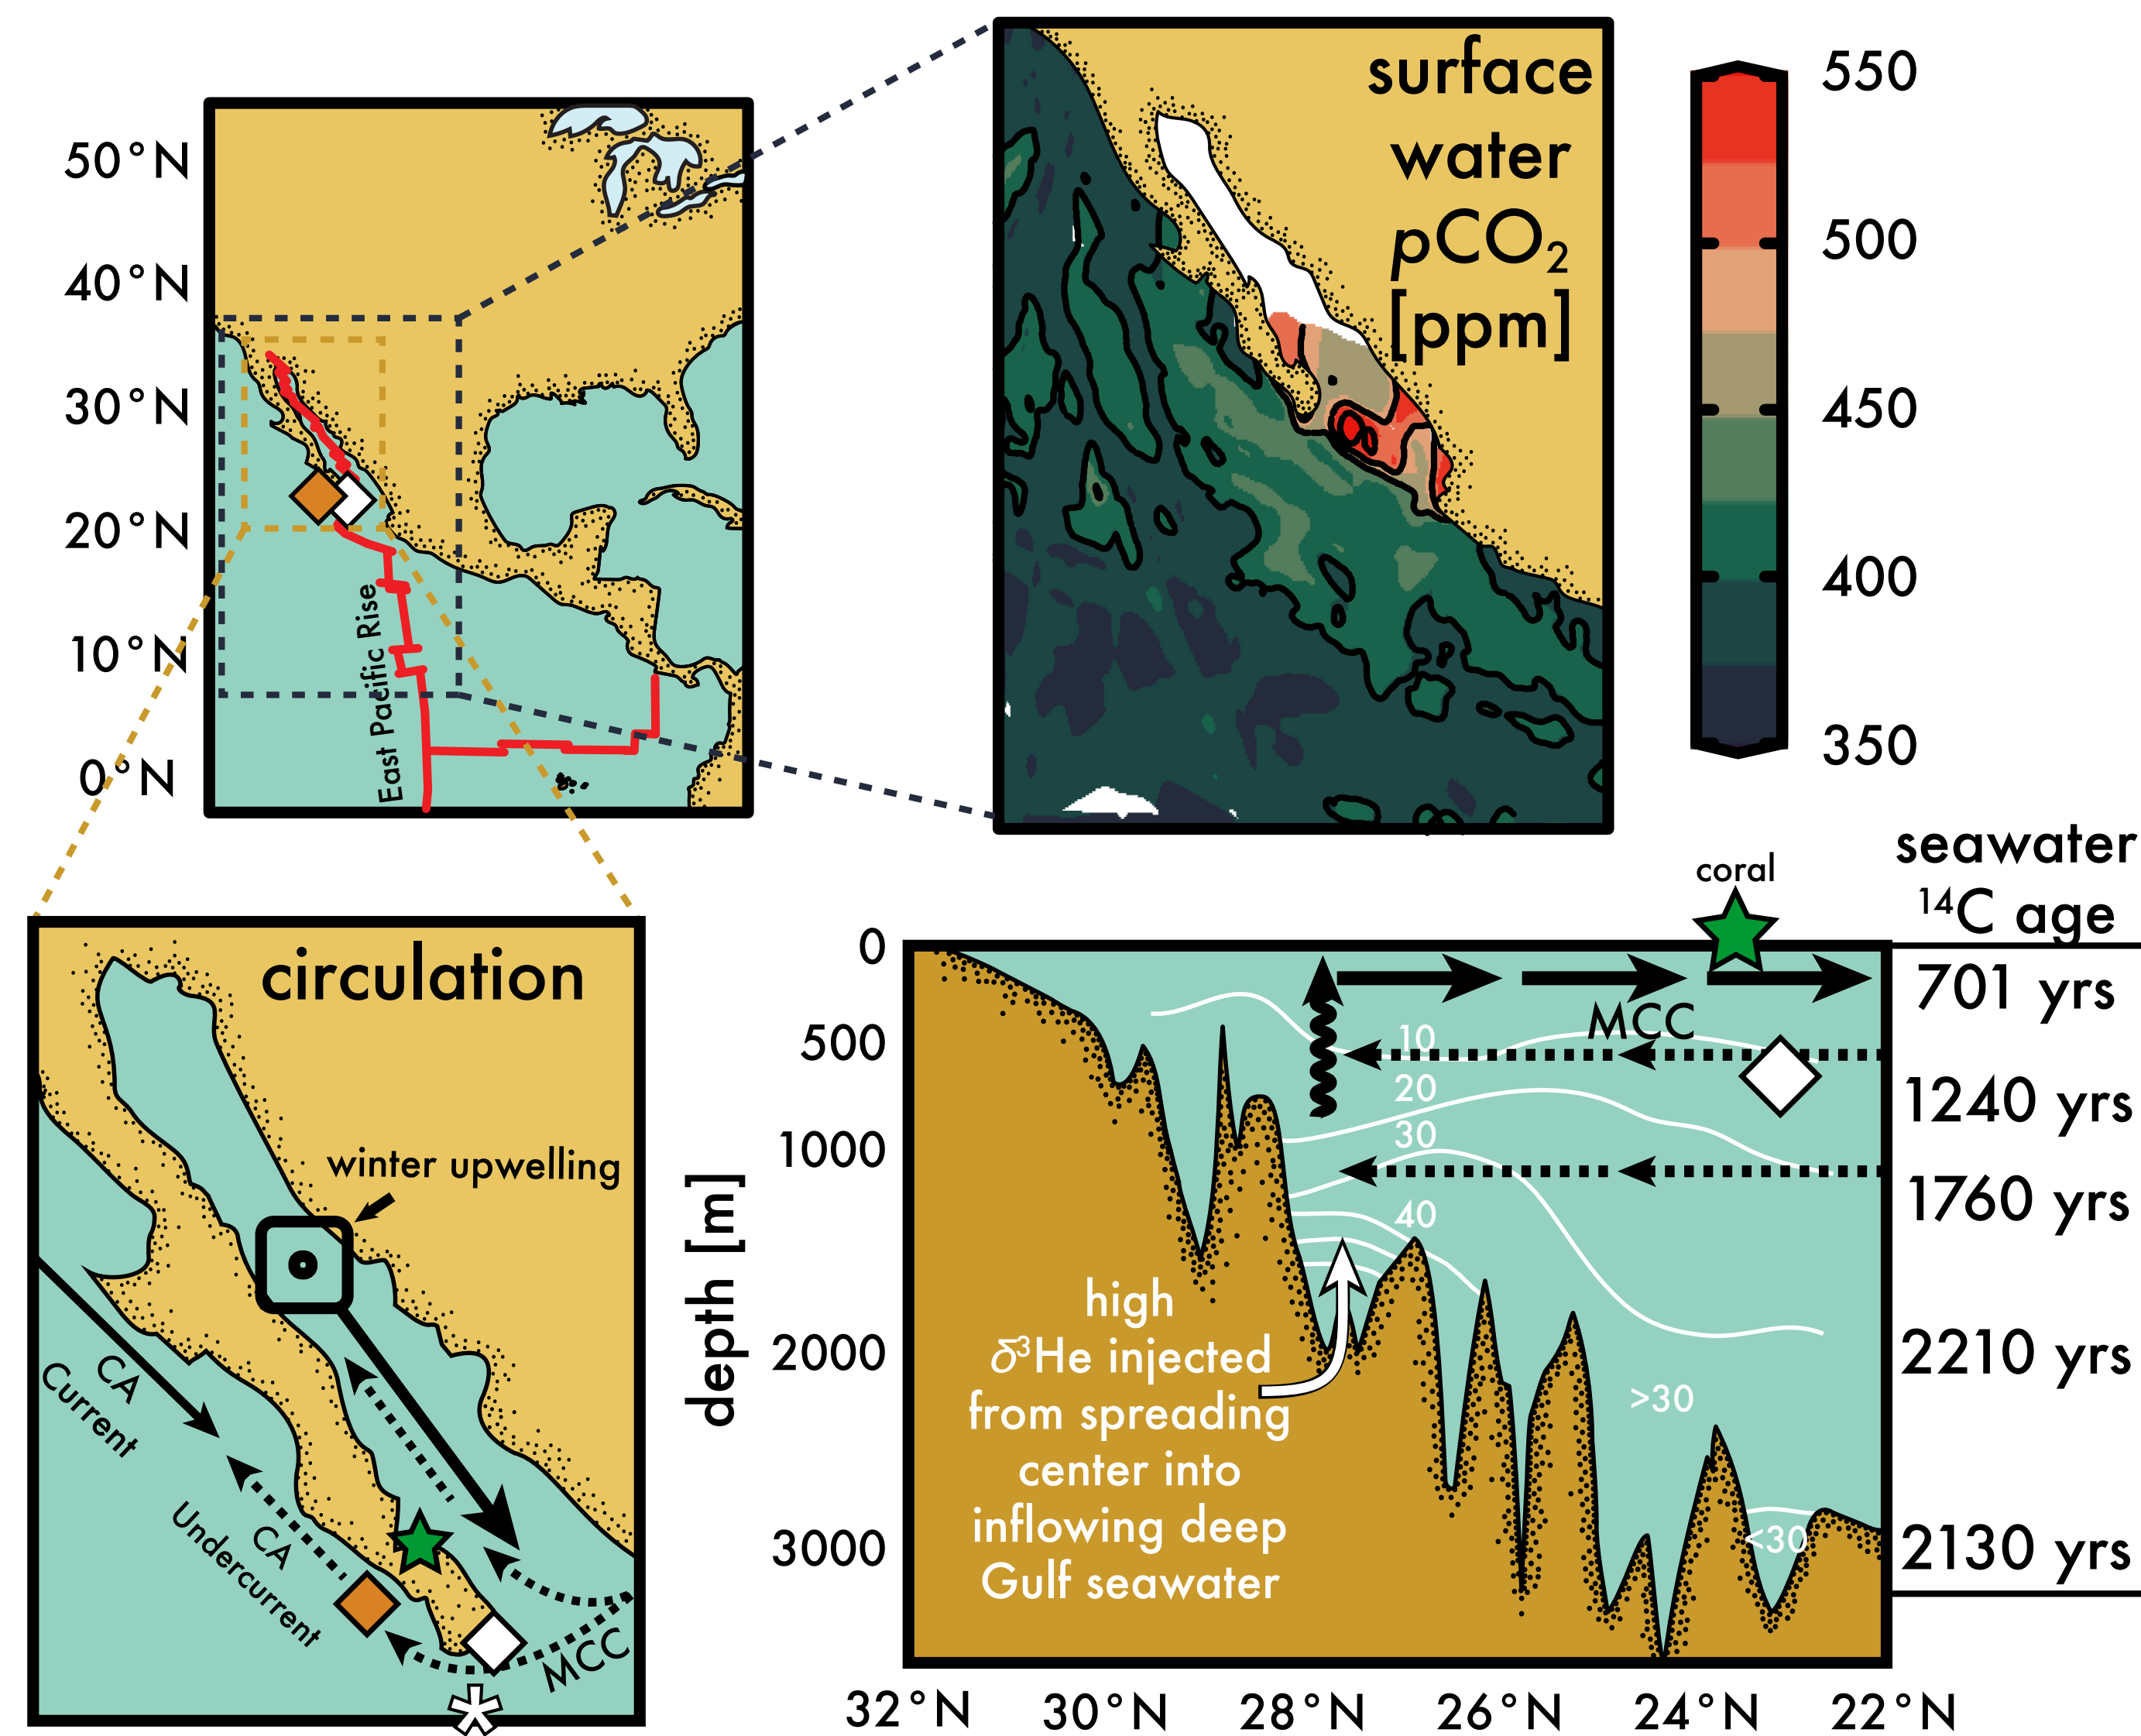 50°N
40°N
30°N
20°N
10°N
0°N
East Pacific Rise
surface
water
pCO₂
[ppm]
550
500
450
400
350
circulation
winter upwelling
CA
Current
CA
Undercurrent
MCC
*
coral
seawater
¹⁴C age
701 yrs
1240 yrs
1760 yrs
2210 yrs
2130 yrs
depth [m]
0
500
1000
2000
3000
MCC
10
20
30
40
>30
<30
high
δ³He injected
from spreading
center into
inflowing deep
Gulf seawater
32°N
30°N
28°N
26°N
24°N
22°N